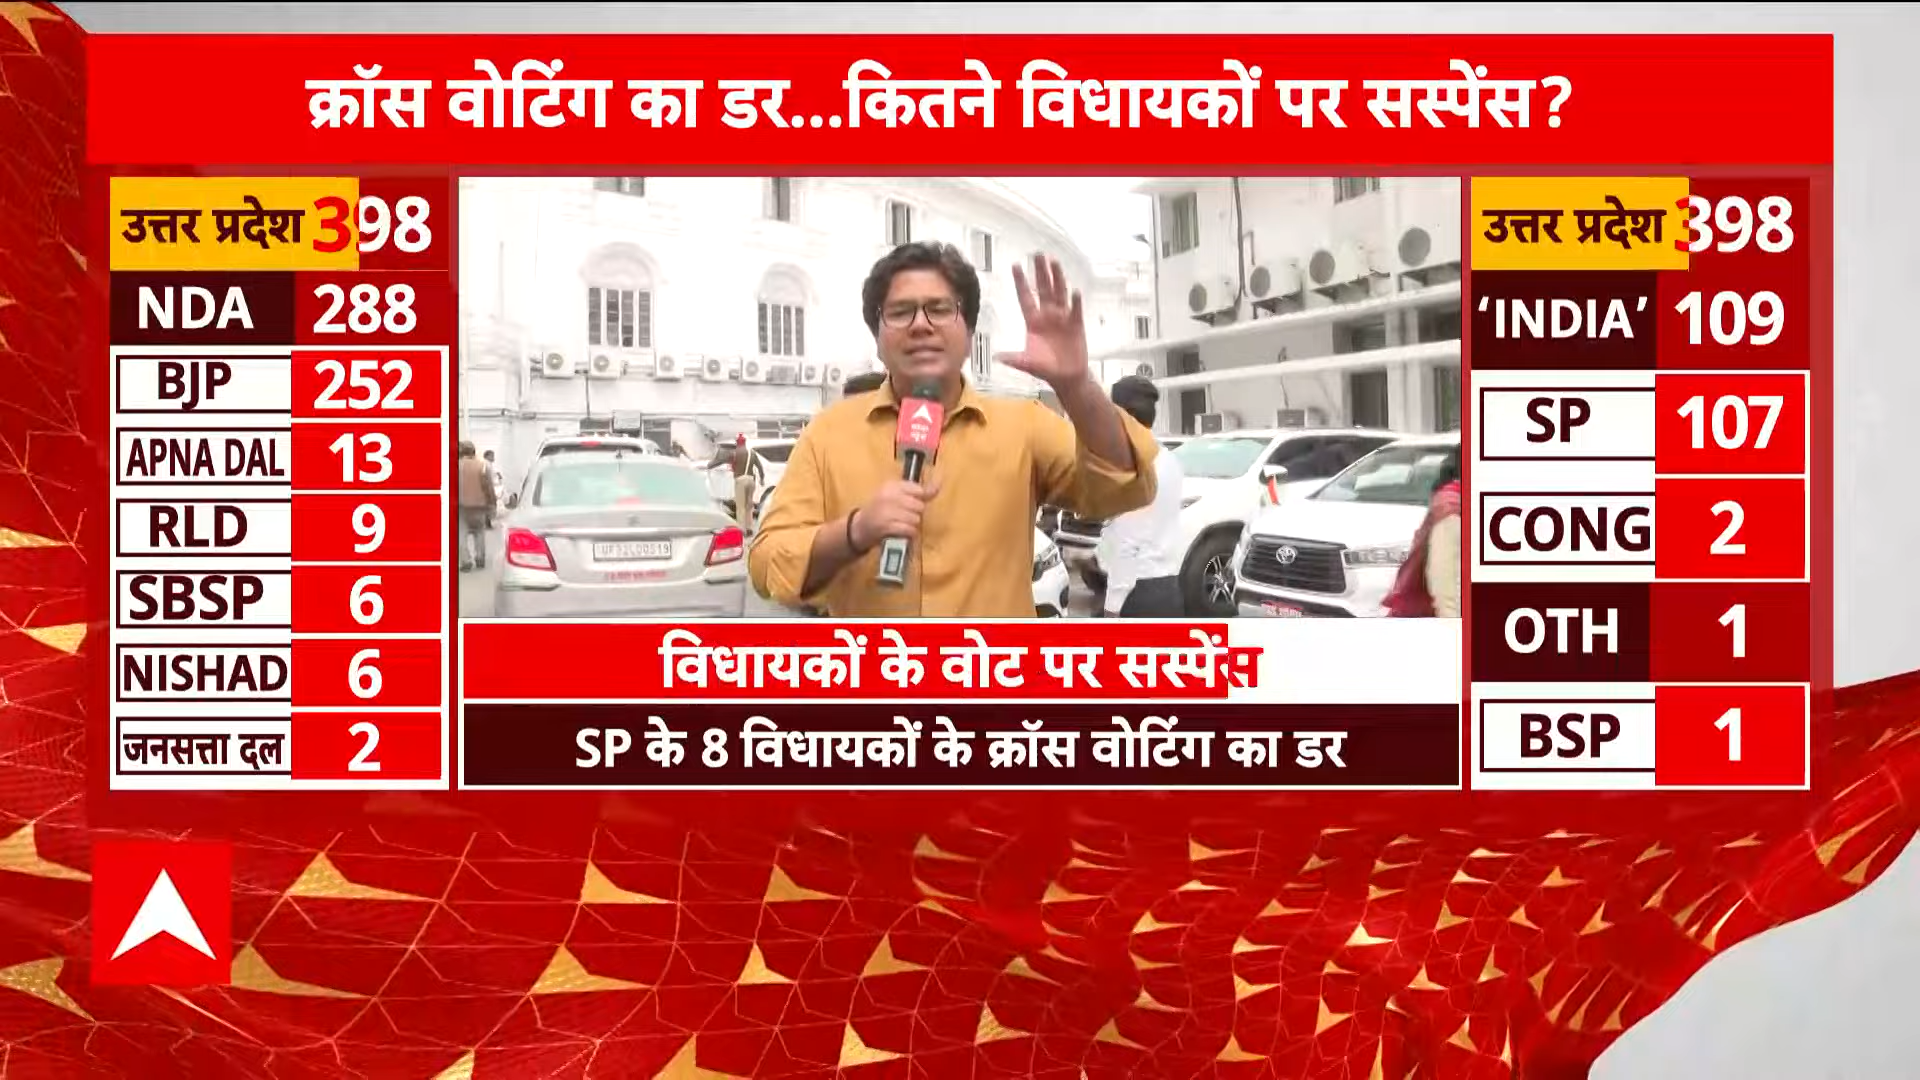 क्रॉस वोटिंग का डर...कितने विधायकों पर सस्पेंस?
उत्तर प्रदेश 398
NDA 288
BJP 252
APNA DAL 13
RLD 9
SBSP 6
NISHAD 6
जनसत्ता दल 2
विधायकों के वोट पर सस्पेंस
SP के 8 विधायकों के क्रॉस वोटिंग का डर
उत्तर प्रदेश 398
‘INDIA’ 109
SP 107
CONG 2
OTH 1
BSP 1